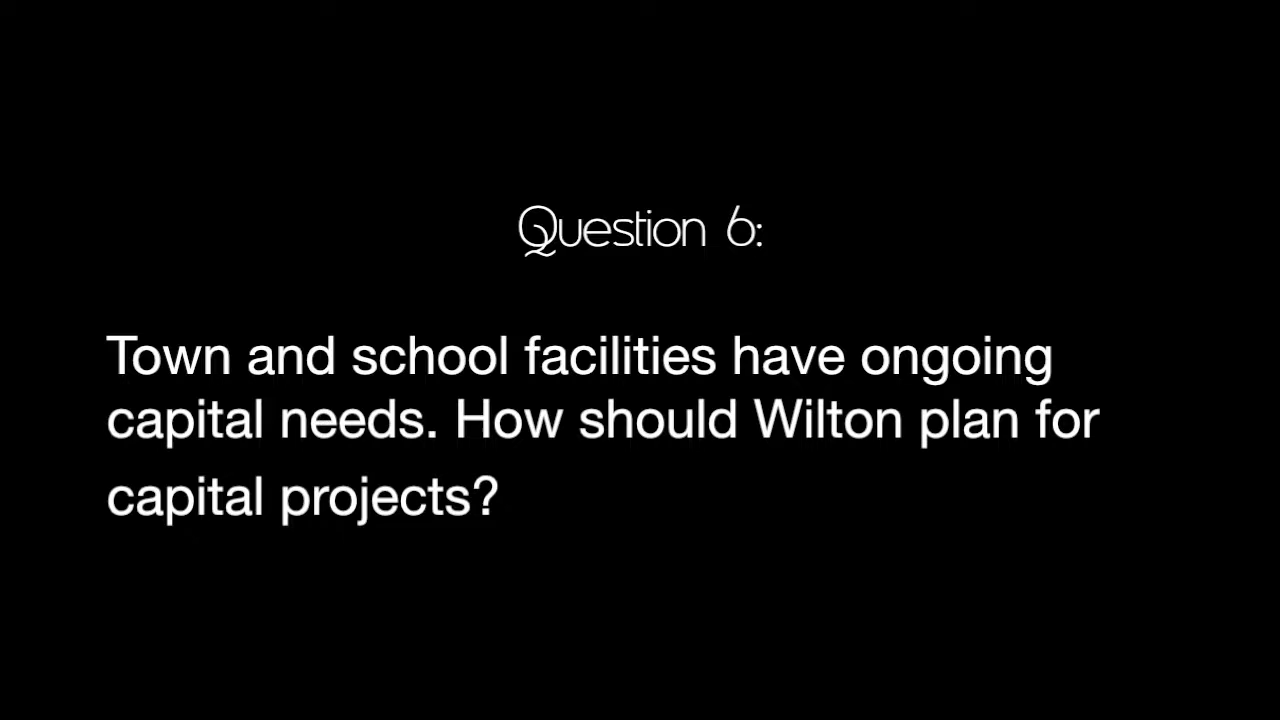 Question 6:
Town and school facilities have ongoing
capital needs. How should Wilton plan for
capital projects?